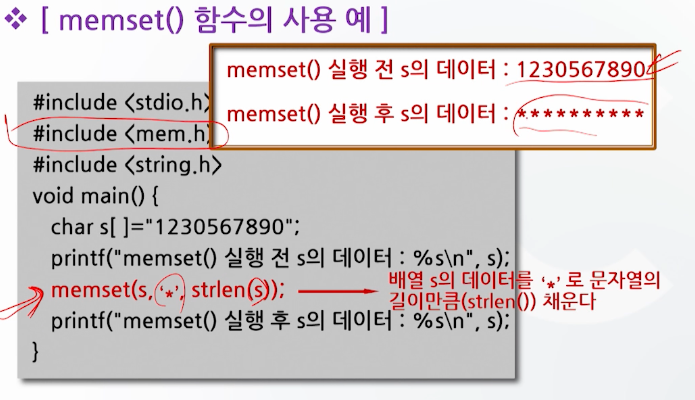 ❖ [ memset() 함수의 사용 예 ]
memset() 실행 전 s의 데이터 : 1230567890
memset() 실행 후 s의 데이터 : **********
#include <stdio.h>
#include <mem.h>
#include <string.h>
void main() {
char s[ ]="1230567890";
printf("memset() 실행 전 s의 데이터 : %s\n", s);
memset(s, '*', strlen(s));
배열 s의 데이터를 '*' 로 문자열의
길이만큼(strlen()) 채운다
printf("memset() 실행 후 s의 데이터 : %s\n", s);
}